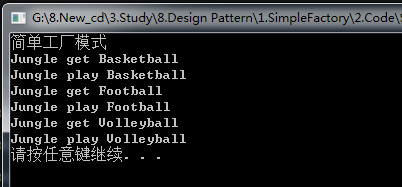 G:\8.New_cd\3.Study\8.Design Pattern\1.SimpleFactory\2.Code\
简单工厂模式
Jungle get Basketball
Jungle play Basketball
Jungle get Football
Jungle play Football
Jungle get Volleyball
Jungle play Volleyball
请按任意键继续. . .